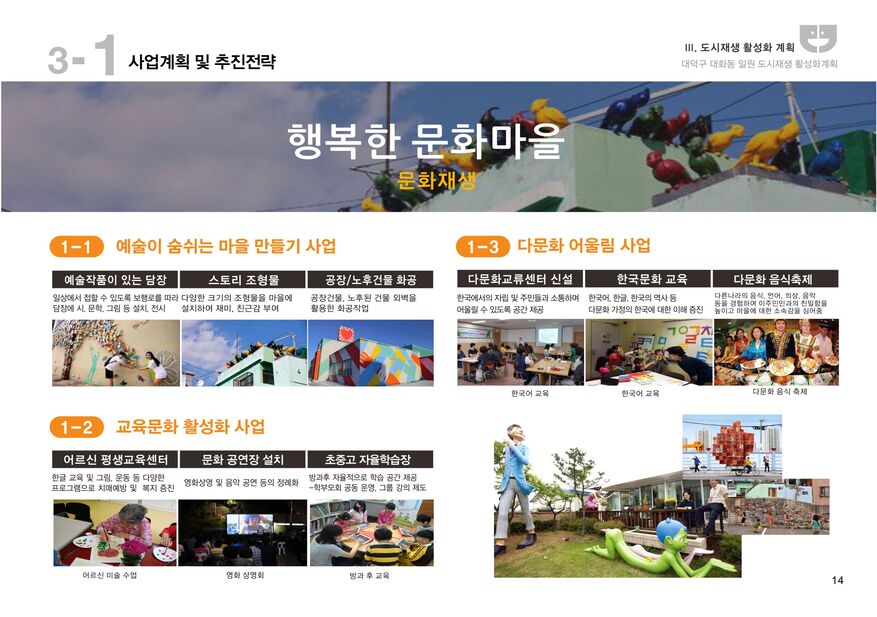 3-1 사업계획 및 추진전략
III. 도시재생 활성화 계획
대덕구 대화동 일원 도시재생 활성화계획
행복한 문화마을
문화재생
1-1 예술이 숨쉬는 마을 만들기 사업
예술작품이 있는 담장
일상에서 접할 수 있도록 보행로를 따라
담장에 시, 문학, 그림 등 설치, 전시
스토리 조형물
다양한 크기의 조형물을 마을에
설치하여 재미, 친근감 부여
공장/노후건물 화공
공장건물, 노후된 건물 외벽을
활용한 화공작업
1-2 교육문화 활성화 사업
어르신 평생교육센터
한글 교육 및 그림, 운동 등 다양한
프로그램으로 치매예방 및 복지 증진
어르신 미술 수업
문화 공연장 설치
영화상영 및 음악 공연 등의 정례화
영화 상영회
초중고 자율학습장
방과후 자율적으로 학습 공간 제공
-학부모회 공동 운영, 그룹 강의 제도
방과 후 교육
1-3 다문화 어울림 사업
다문화교류센터 신설
한국에서의 자립 및 주민들과 소통하며
어울릴 수 있도록 공간 제공
한국어 교육
한국문화 교육
한국어, 한글, 한국의 역사 등
다문화 가정의 한국에 대한 이해 증진
한국어 교육
다문화 음식축제
다른나라의 음식, 언어, 의상, 음악
등을 경험하여 이주민민과의 친밀함을
높이고 마을에 대한 소속감을 심어줌
다문화 음식 축제
14